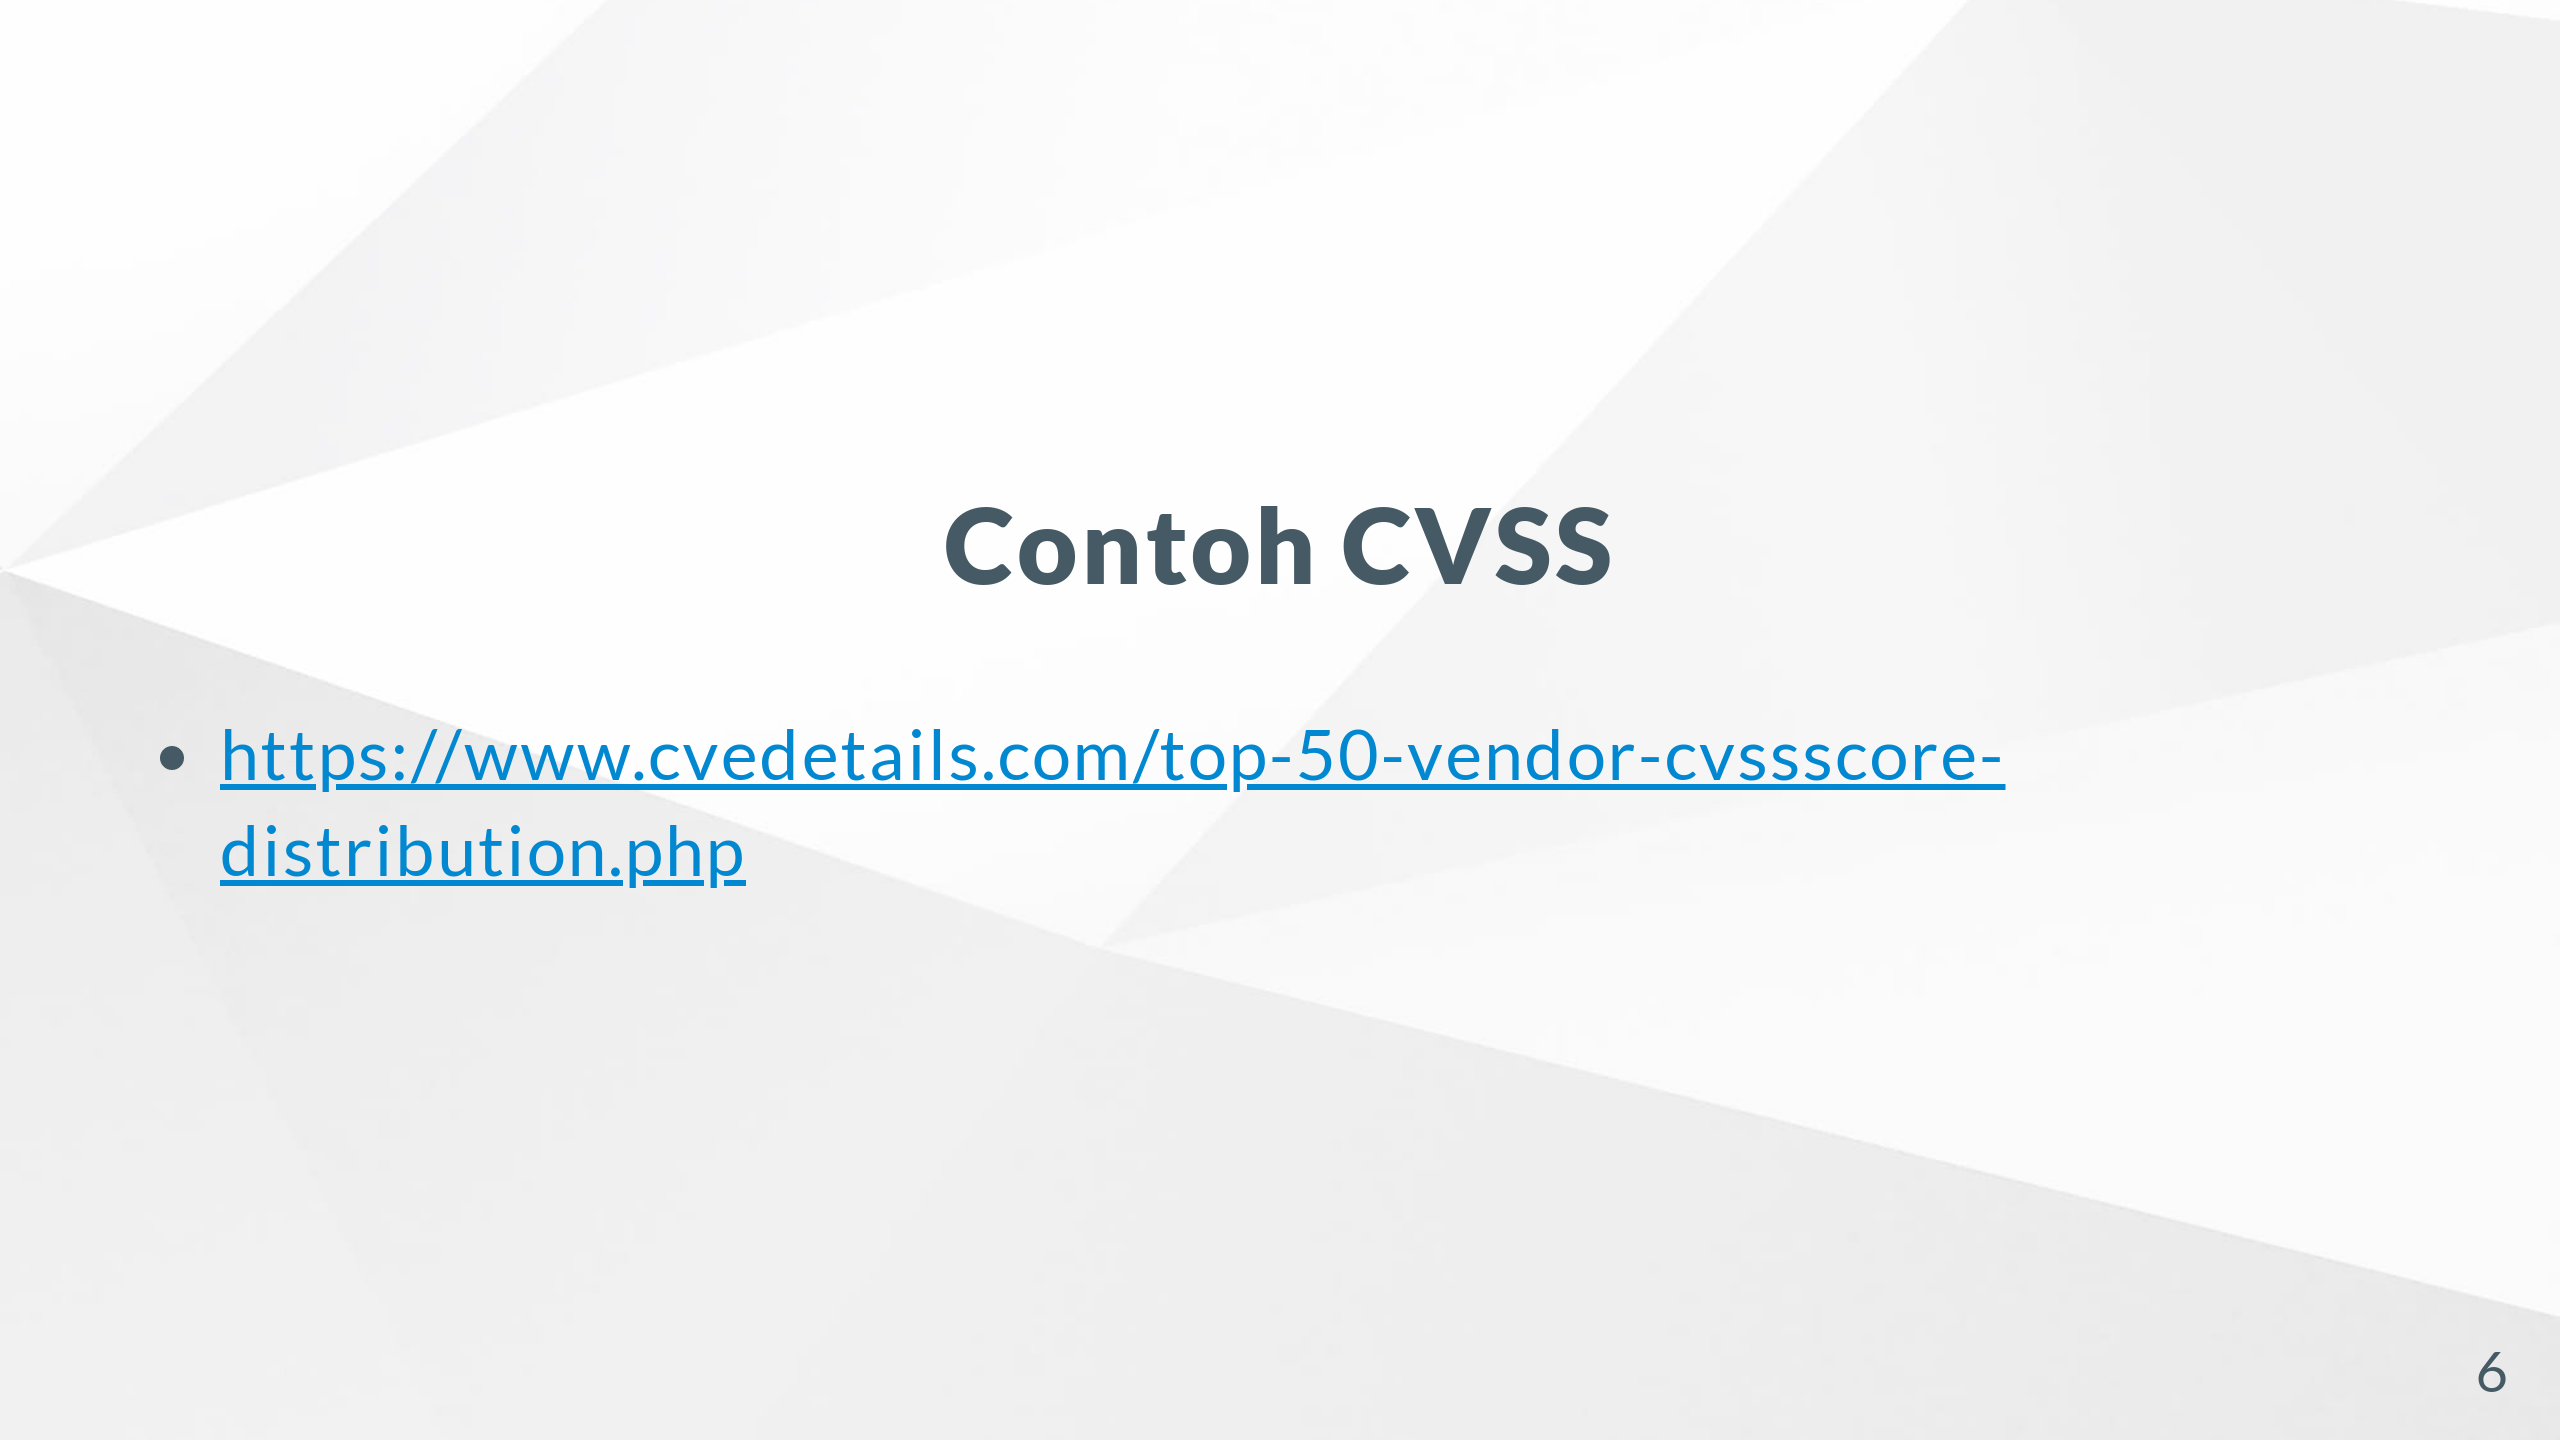 Contoh CVSS
• https://www.cvedetails.com/top-50-vendor-cvssscore-
distribution.php
6